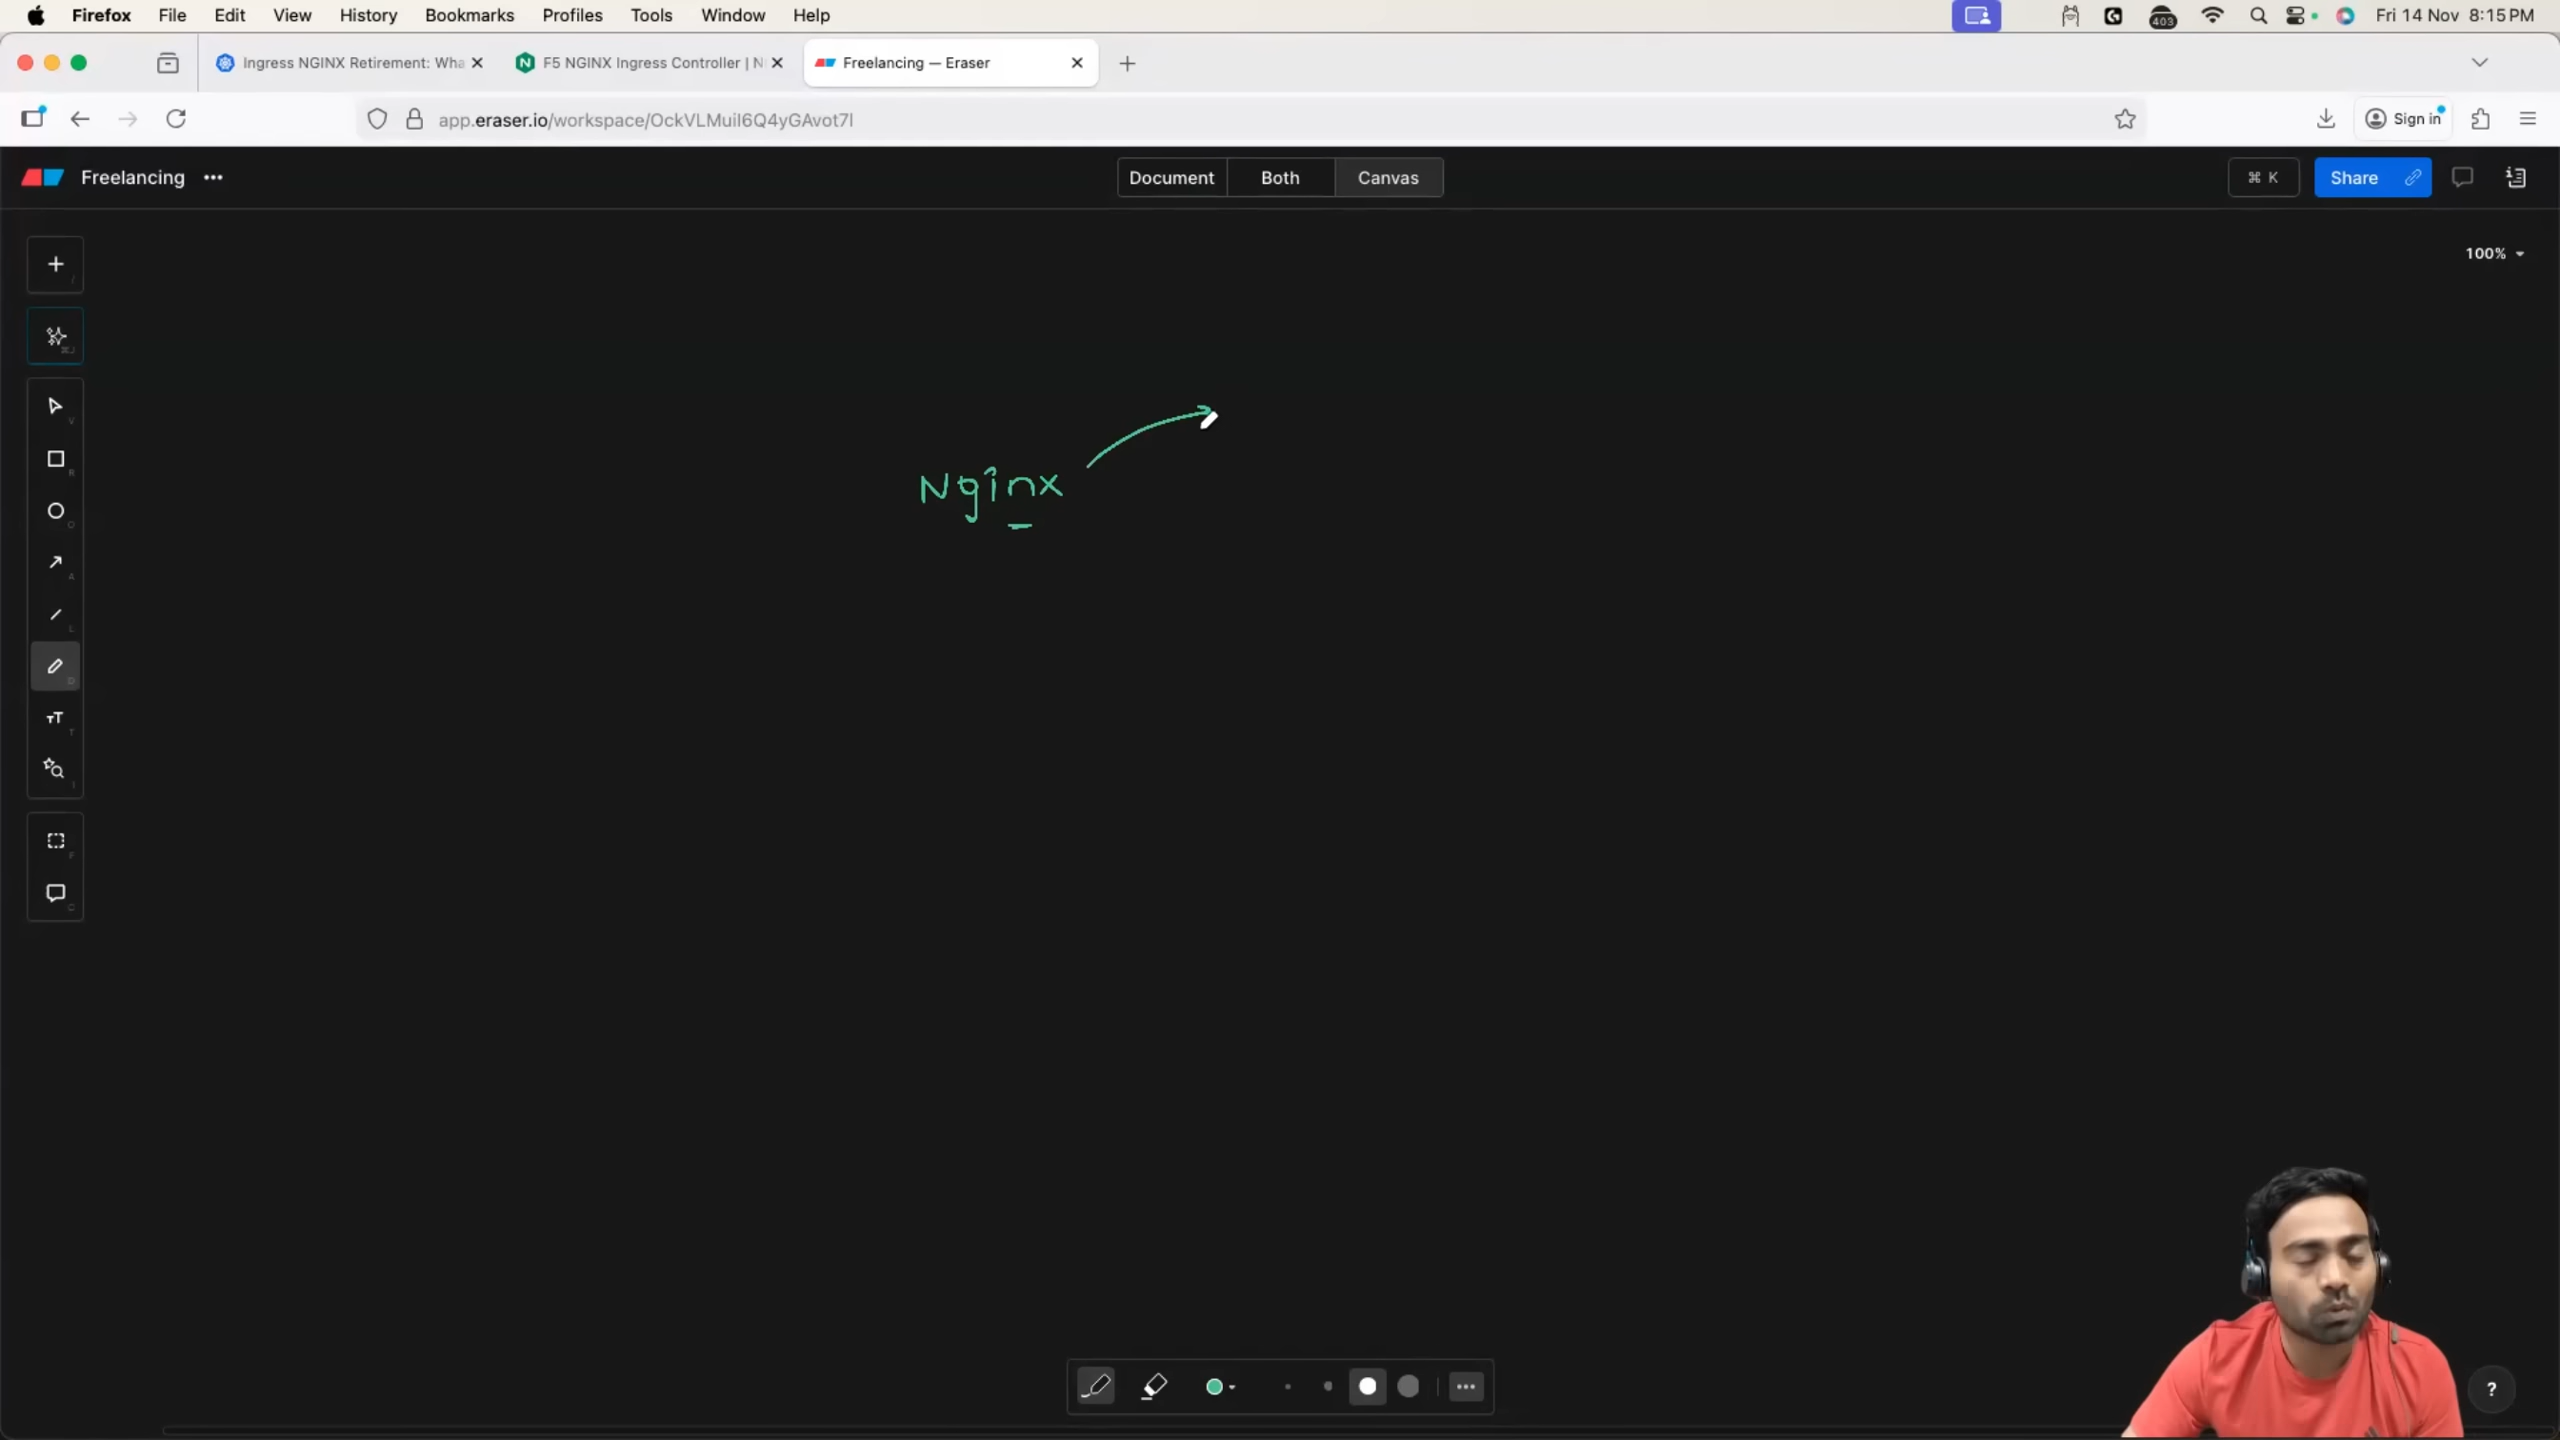 Firefox File Edit View History Bookmarks Profiles Tools Window Help 403 Fri 14 Nov 8:15 PM
Ingress NGINX Retirement: Wha F5 NGINX Ingress Controller | N Freelancing — Eraser
app.eraser.io/workspace/OckVLMuiI6Q4yGAvot7I Sign in
Freelancing Document Both Canvas ⌘ K Share
100%
Nginx